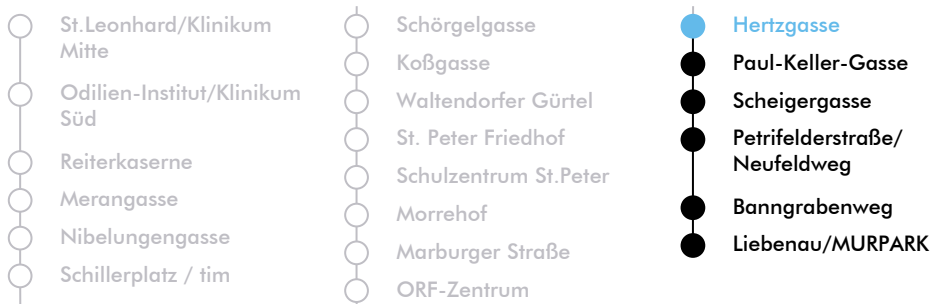 St.Leonhard/Klinikum
Mitte
Odilien-Institut/Klinikum
Süd
Reiterkaserne
Merangasse
Nibelungengasse
Schillerplatz / tim
Schörgelgasse
Koßgasse
Waltendorfer Gürtel
St. Peter Friedhof
Schulzentrum St.Peter
Morrehof
Marburger Straße
ORF-Zentrum
Hertzgasse
Paul-Keller-Gasse
Scheigergasse
Petrifelderstraße/
Neufeldweg
Banngrabenweg
Liebenau/MURPARK